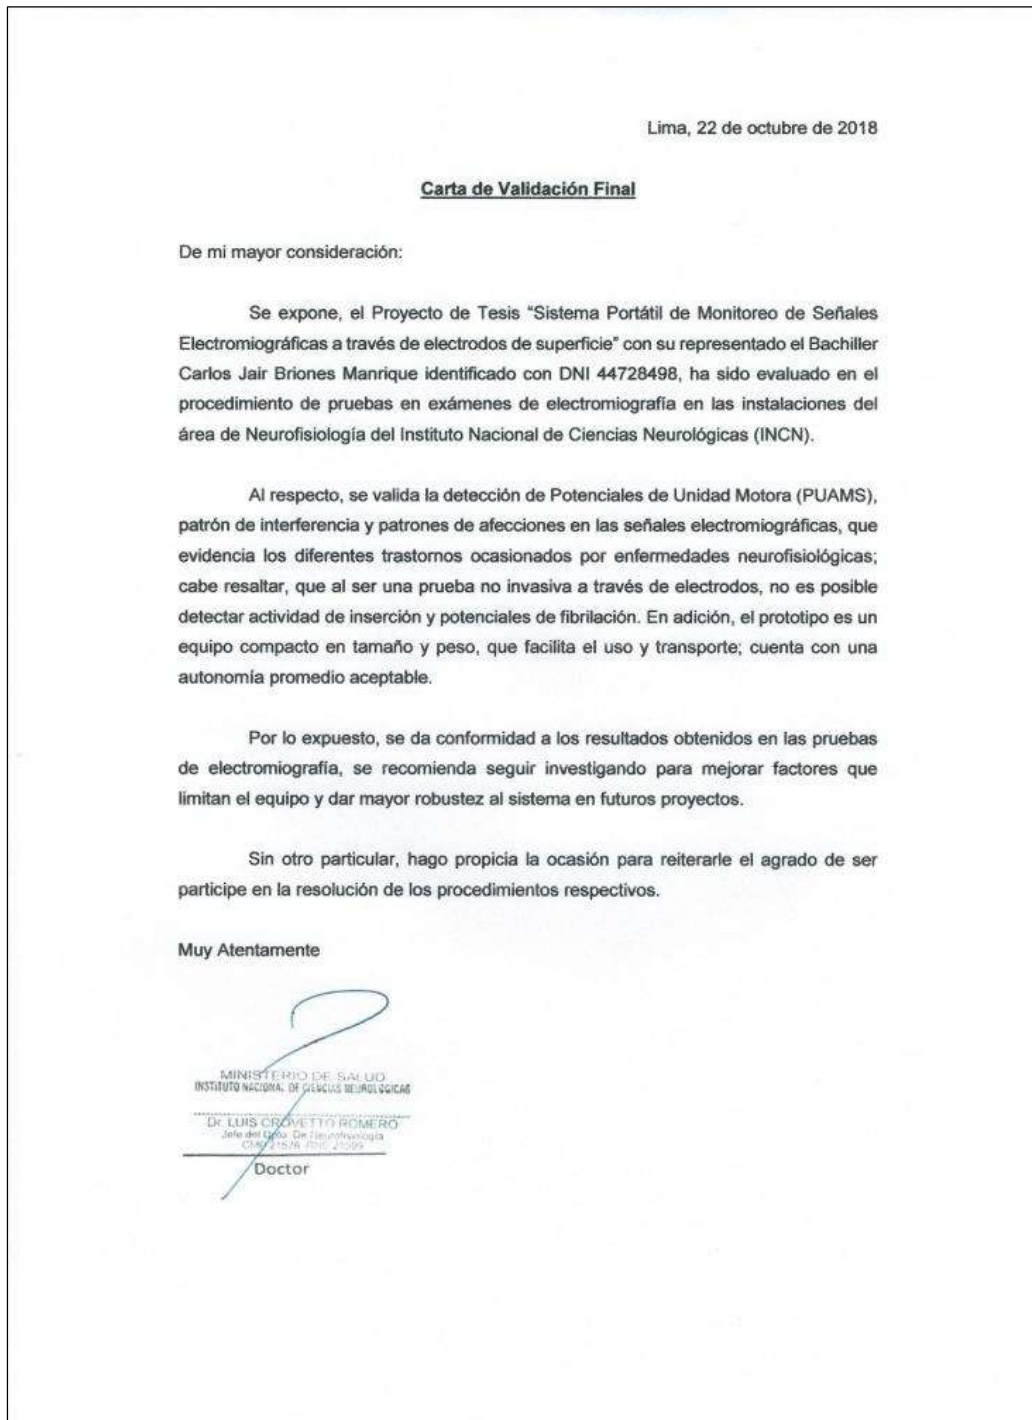 Lima, 22 de octubre de 2018
Carta de Validación Final
De mi mayor consideración:
Se expone, el Proyecto de Tesis “Sistema Portátil de Monitoreo de Señales
Electromiográficas a través de electrodos de superficie” con su representado el Bachiller
Carlos Jair Briones Manrique identificado con DNI 44728498, ha sido evaluado en el
procedimiento de pruebas en exámenes de electromiografía en las instalaciones del
área de Neurofisiología del Instituto Nacional de Ciencias Neurológicas (INCN).
Al respecto, se valida la detección de Potenciales de Unidad Motora (PUAMS),
patrón de interferencia y patrones de afecciones en las señales electromiográficas, que
evidencia los diferentes trastornos ocasionados por enfermedades neurofisiológicas;
cabe resaltar, que al ser una prueba no invasiva a través de electrodos, no es posible
detectar actividad de inserción y potenciales de fibrilación. En adición, el prototipo es un
equipo compacto en tamaño y peso, que facilita el uso y transporte; cuenta con una
autonomía promedio aceptable.
Por lo expuesto, se da conformidad a los resultados obtenidos en las pruebas
de electromiografía, se recomienda seguir investigando para mejorar factores que
limitan el equipo y dar mayor robustez al sistema en futuros proyectos.
Sin otro particular, hago propicia la ocasión para reiterarle el agrado de ser
participe en la resolución de los procedimientos respectivos.
Muy Atentamente
MINISTERIO DE SALUD
INSTITUTO NACIONAL DE CIENCIAS NEUROLOGICAS
Dr. LUIS CROVETTO ROMERO
Jefe del Dpto. De Neurofisiología
Doctor